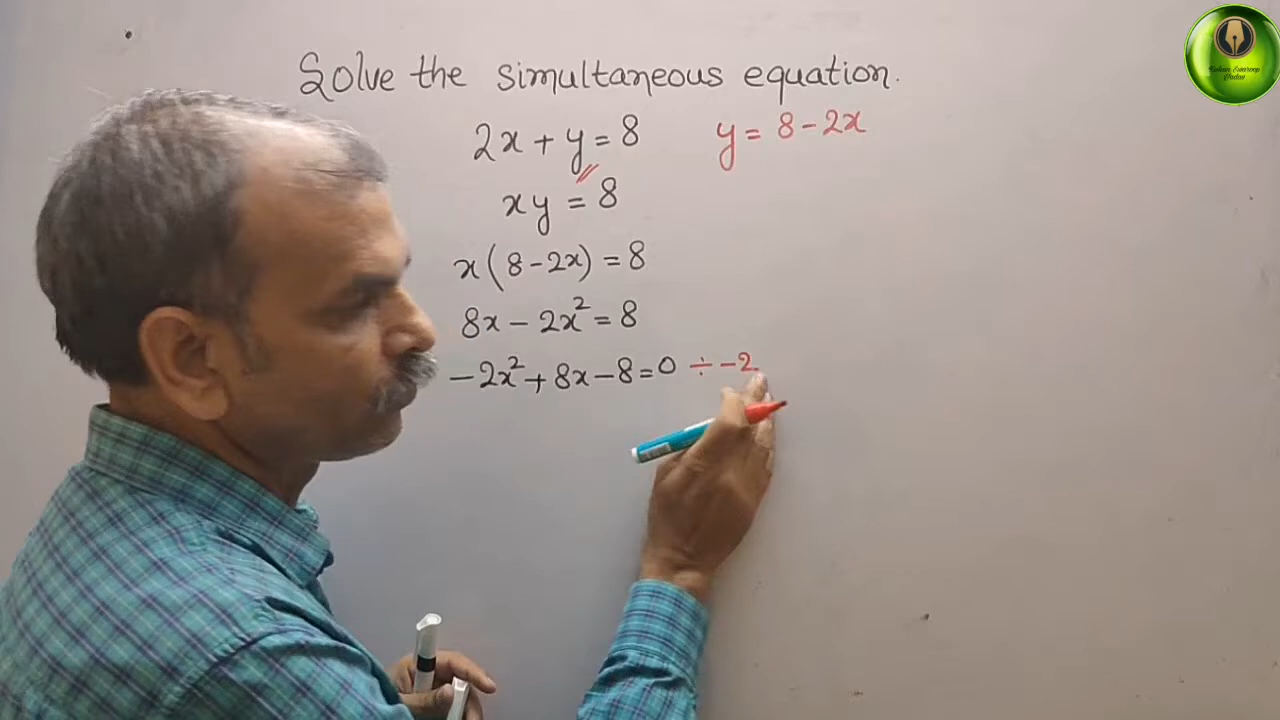 Solve the simultaneous equation.
2x + y = 8 y = 8 - 2x
xy = 8
x(8 - 2x) = 8
8x - 2x² = 8
-2x² + 8x - 8 = 0 ÷ -2